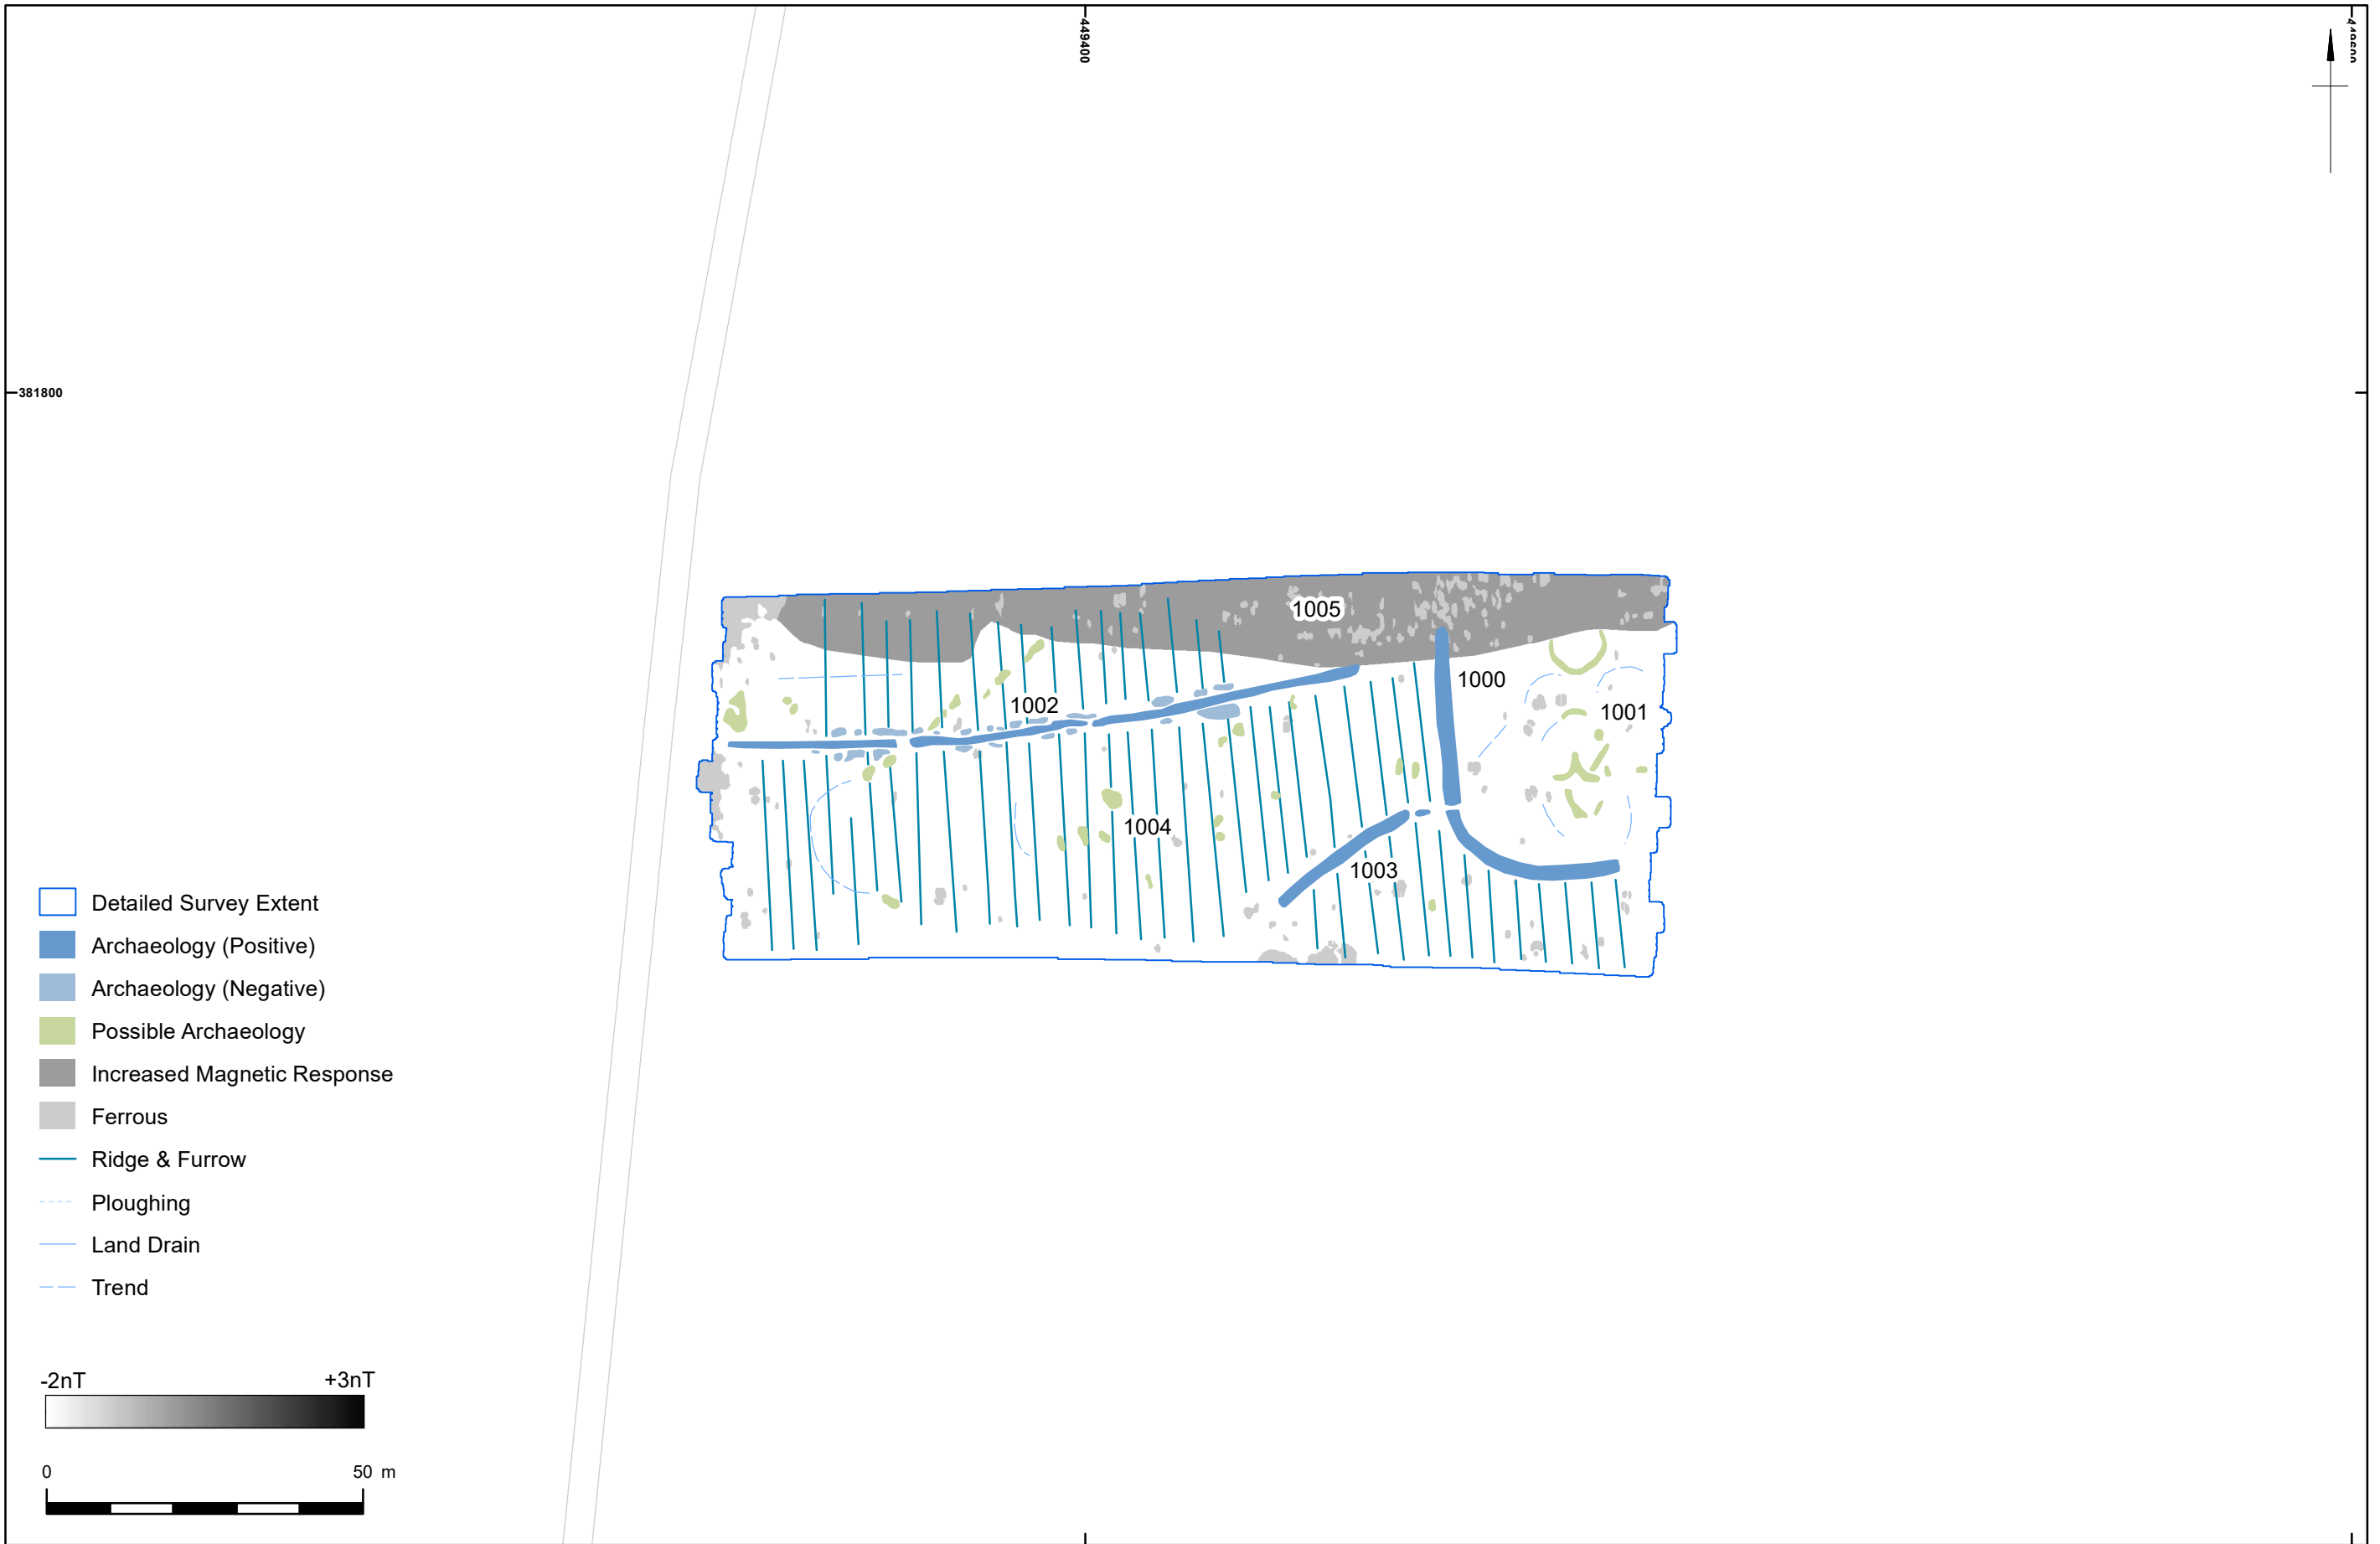 449400
381800
1005
1000
1002
1001
1004
1003
Detailed Survey Extent
Archaeology (Positive)
Archaeology (Negative)
Possible Archaeology
Increased Magnetic Response
Ferrous
Ridge & Furrow
Ploughing
Land Drain
Trend
-2nT +3nT
0 50 m